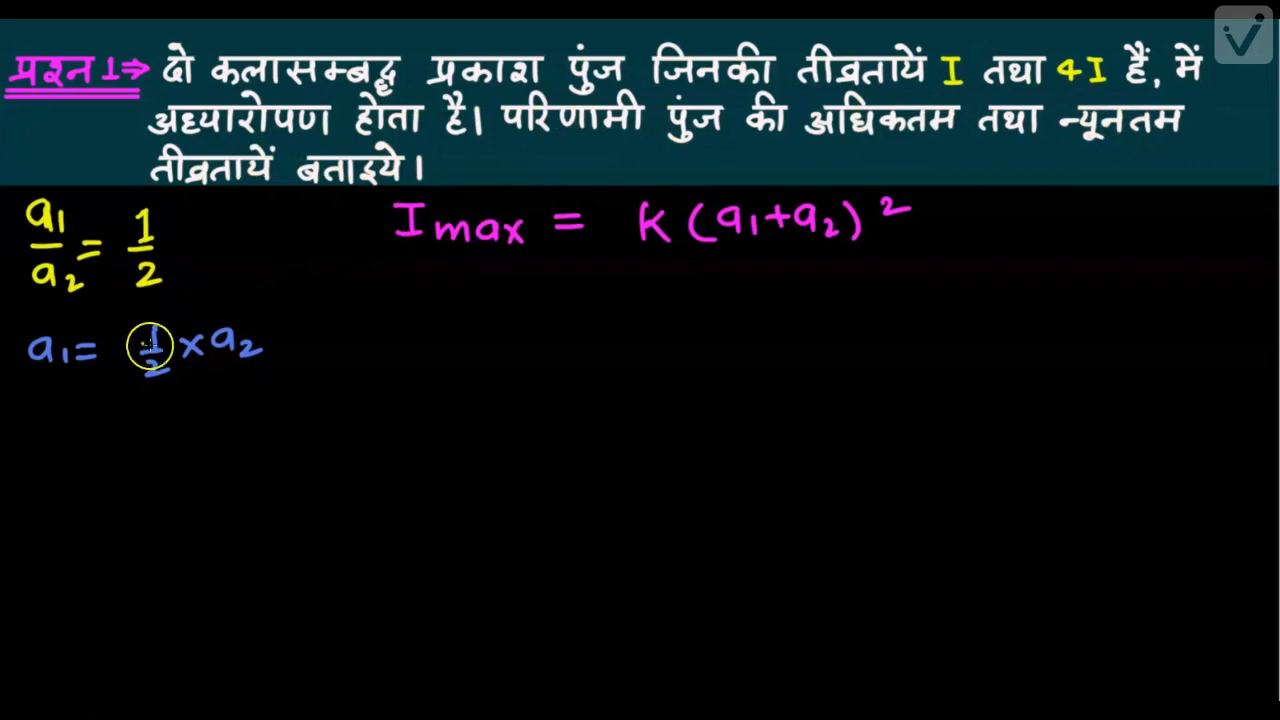 प्रश्न 1⇒ दो कलासम्बद्ध प्रकाश पुंज जिनकी तीव्रतायें I तथा 4I हैं, में
अध्यारोपण होता है। परिणामी पुंज की अधिकतम तथा न्यूनतम
तीव्रतायें बताइये।
a₁/a₂ = 1/2
I max = K (a₁+a₂)²
a₁ = 1/2 × a₂